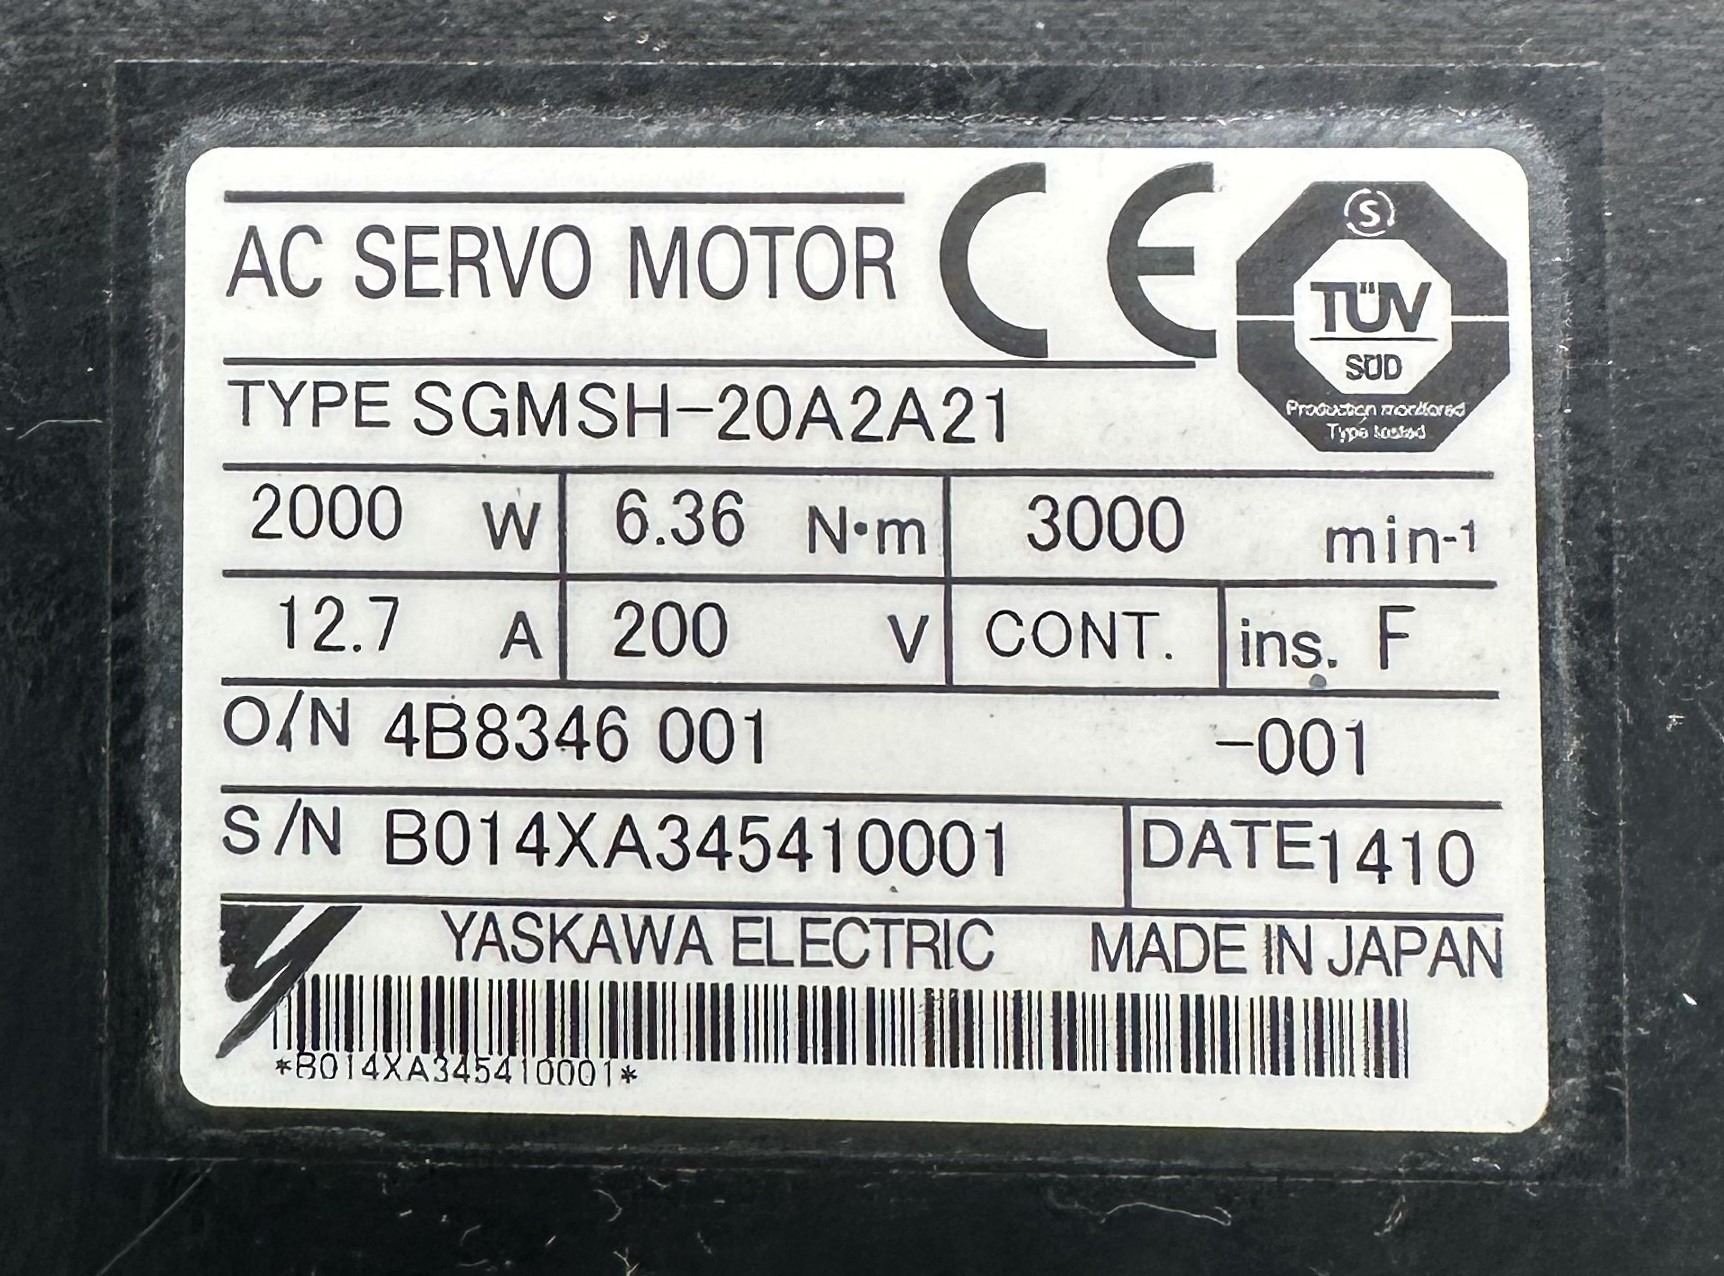 AC SERVO MOTOR CE
S
TÜV
SÜD
Production monitored
Type tested
TYPE SGMSH-20A2A21
2000 W 6.36 N·m 3000 min-1
12.7 A 200 V CONT. ins. F
O/N 4B8346 001 -001
S/N B014XA345410001 DATE 1410
YASKAWA ELECTRIC MADE IN JAPAN
*B014XA345410001*